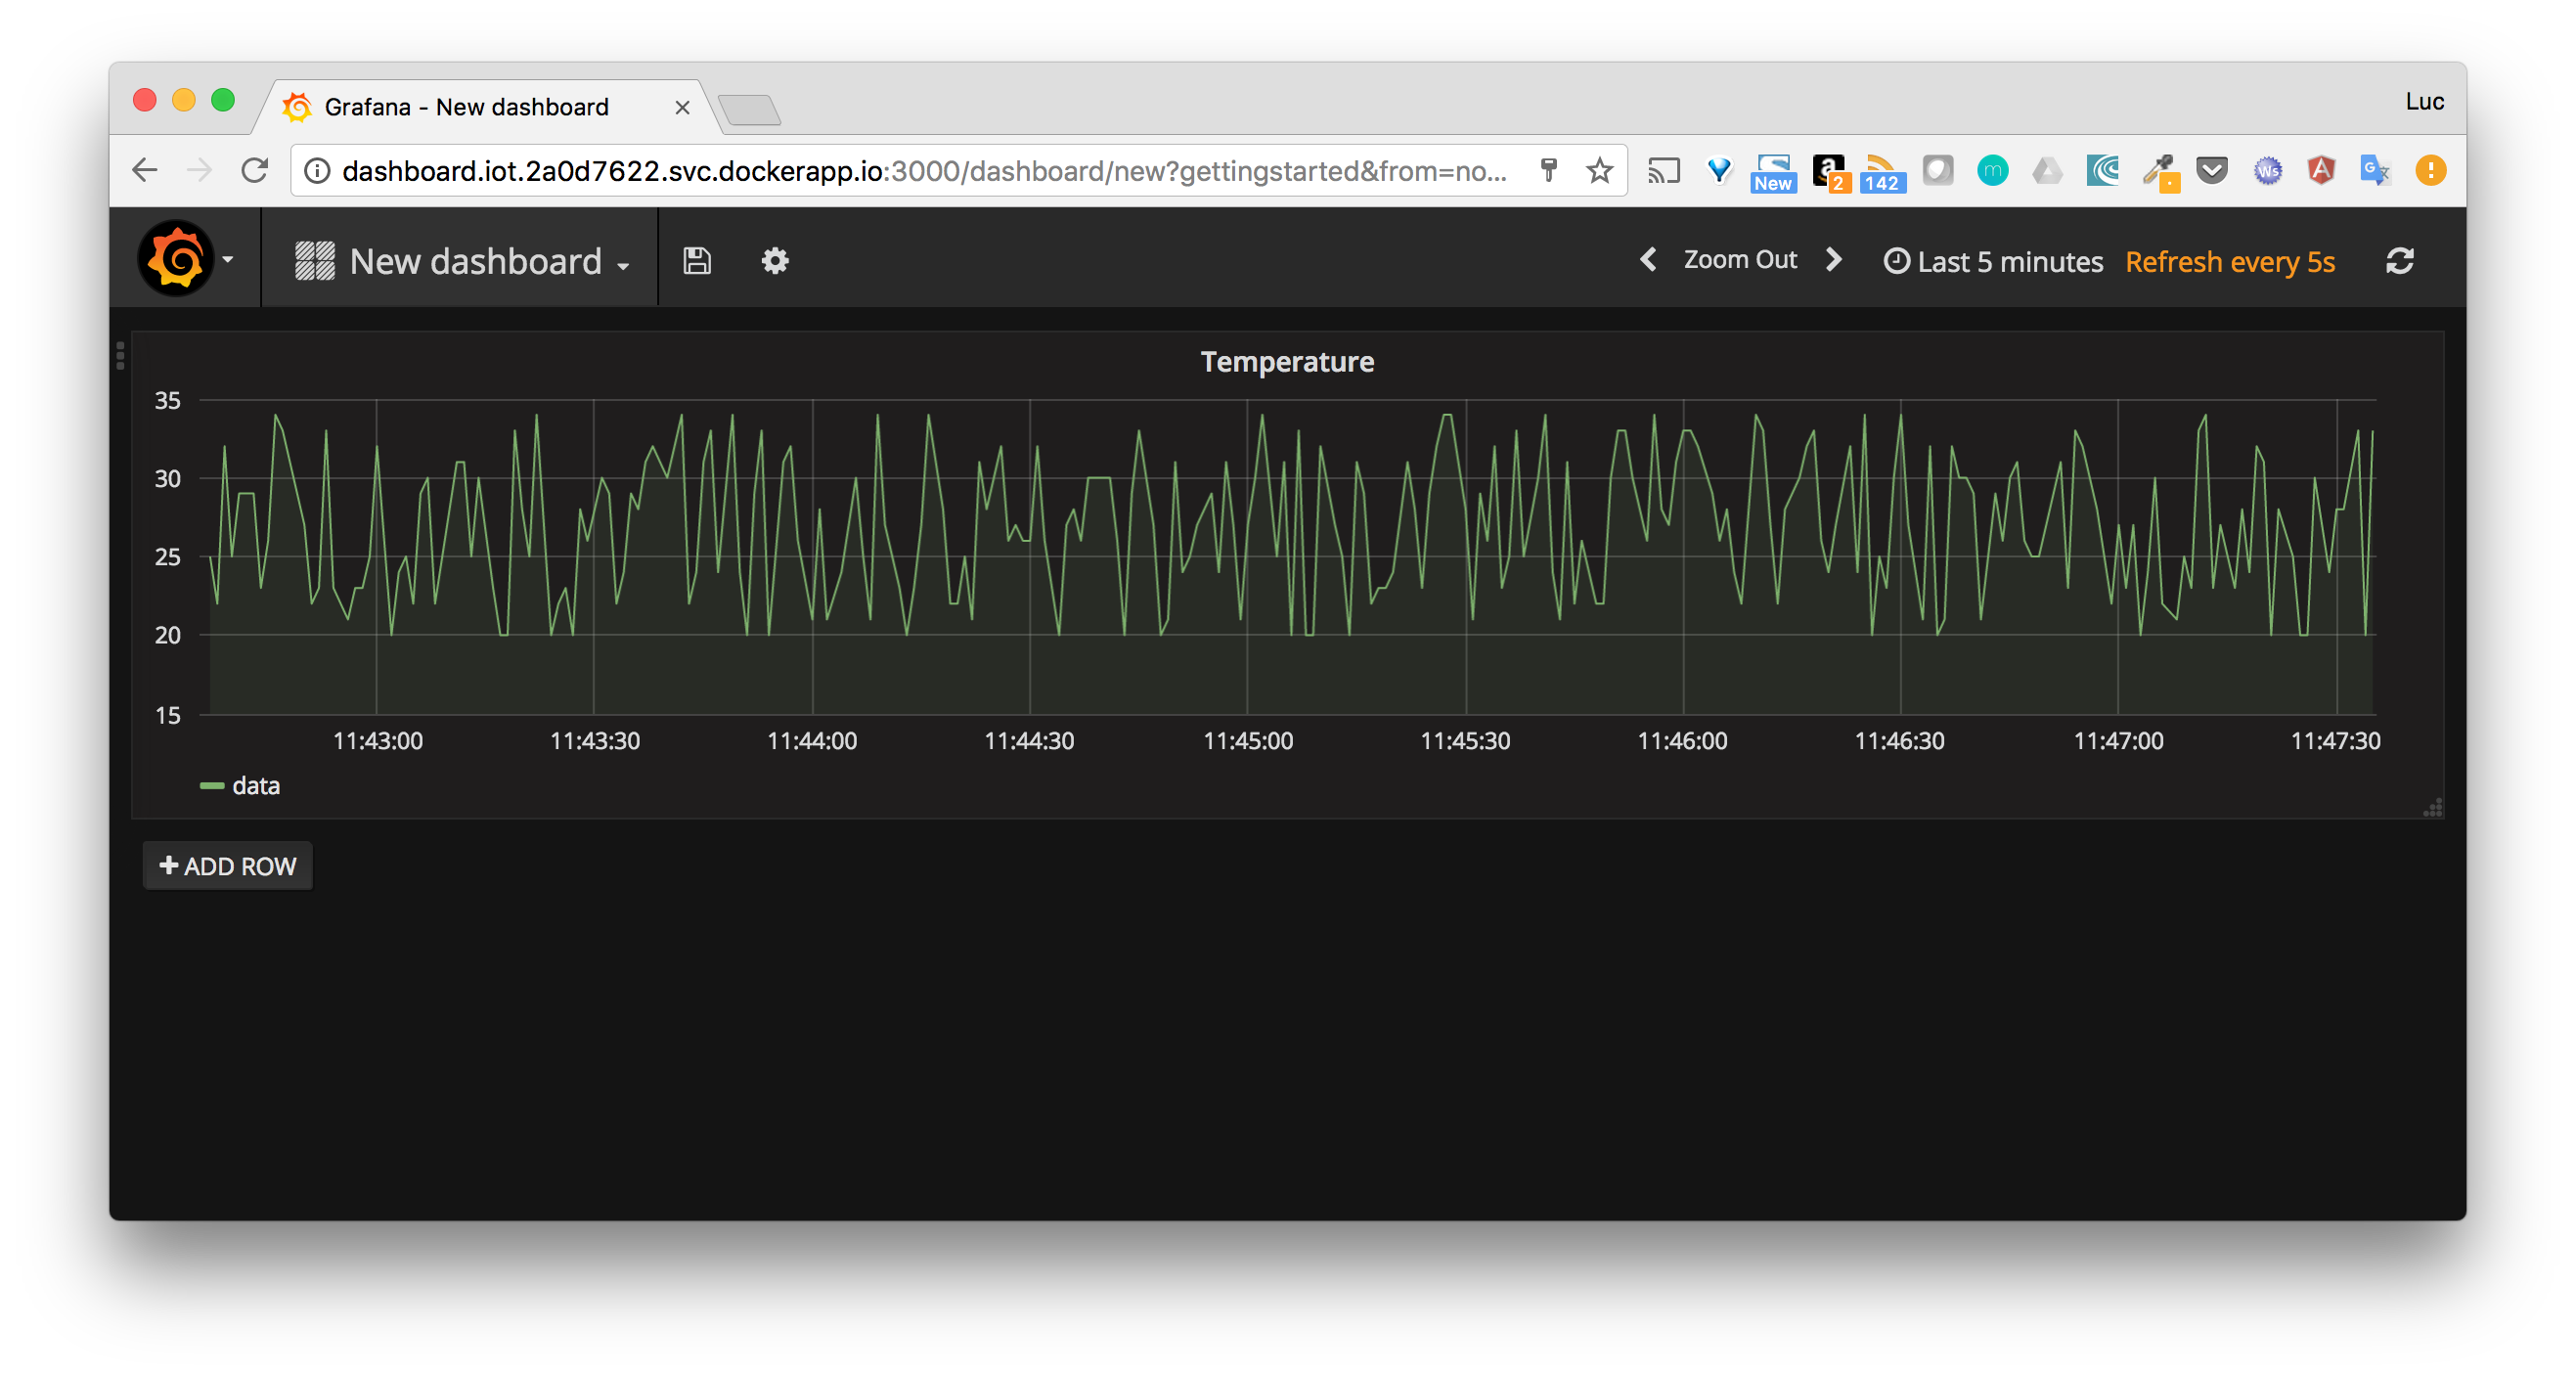 Grafana - New dashboard
Luc
dashboard.iot.2a0d7622.svc.dockerapp.io:3000/dashboard/new?gettingstarted&from=no...
New
a
2
142
m
Ws
A
G
New dashboard
Zoom Out
Last 5 minutes
Refresh every 5s
Temperature
35
30
25
20
15
11:43:00 11:43:30 11:44:00 11:44:30 11:45:00 11:45:30 11:46:00 11:46:30 11:47:00 11:47:30
data
+ ADD ROW